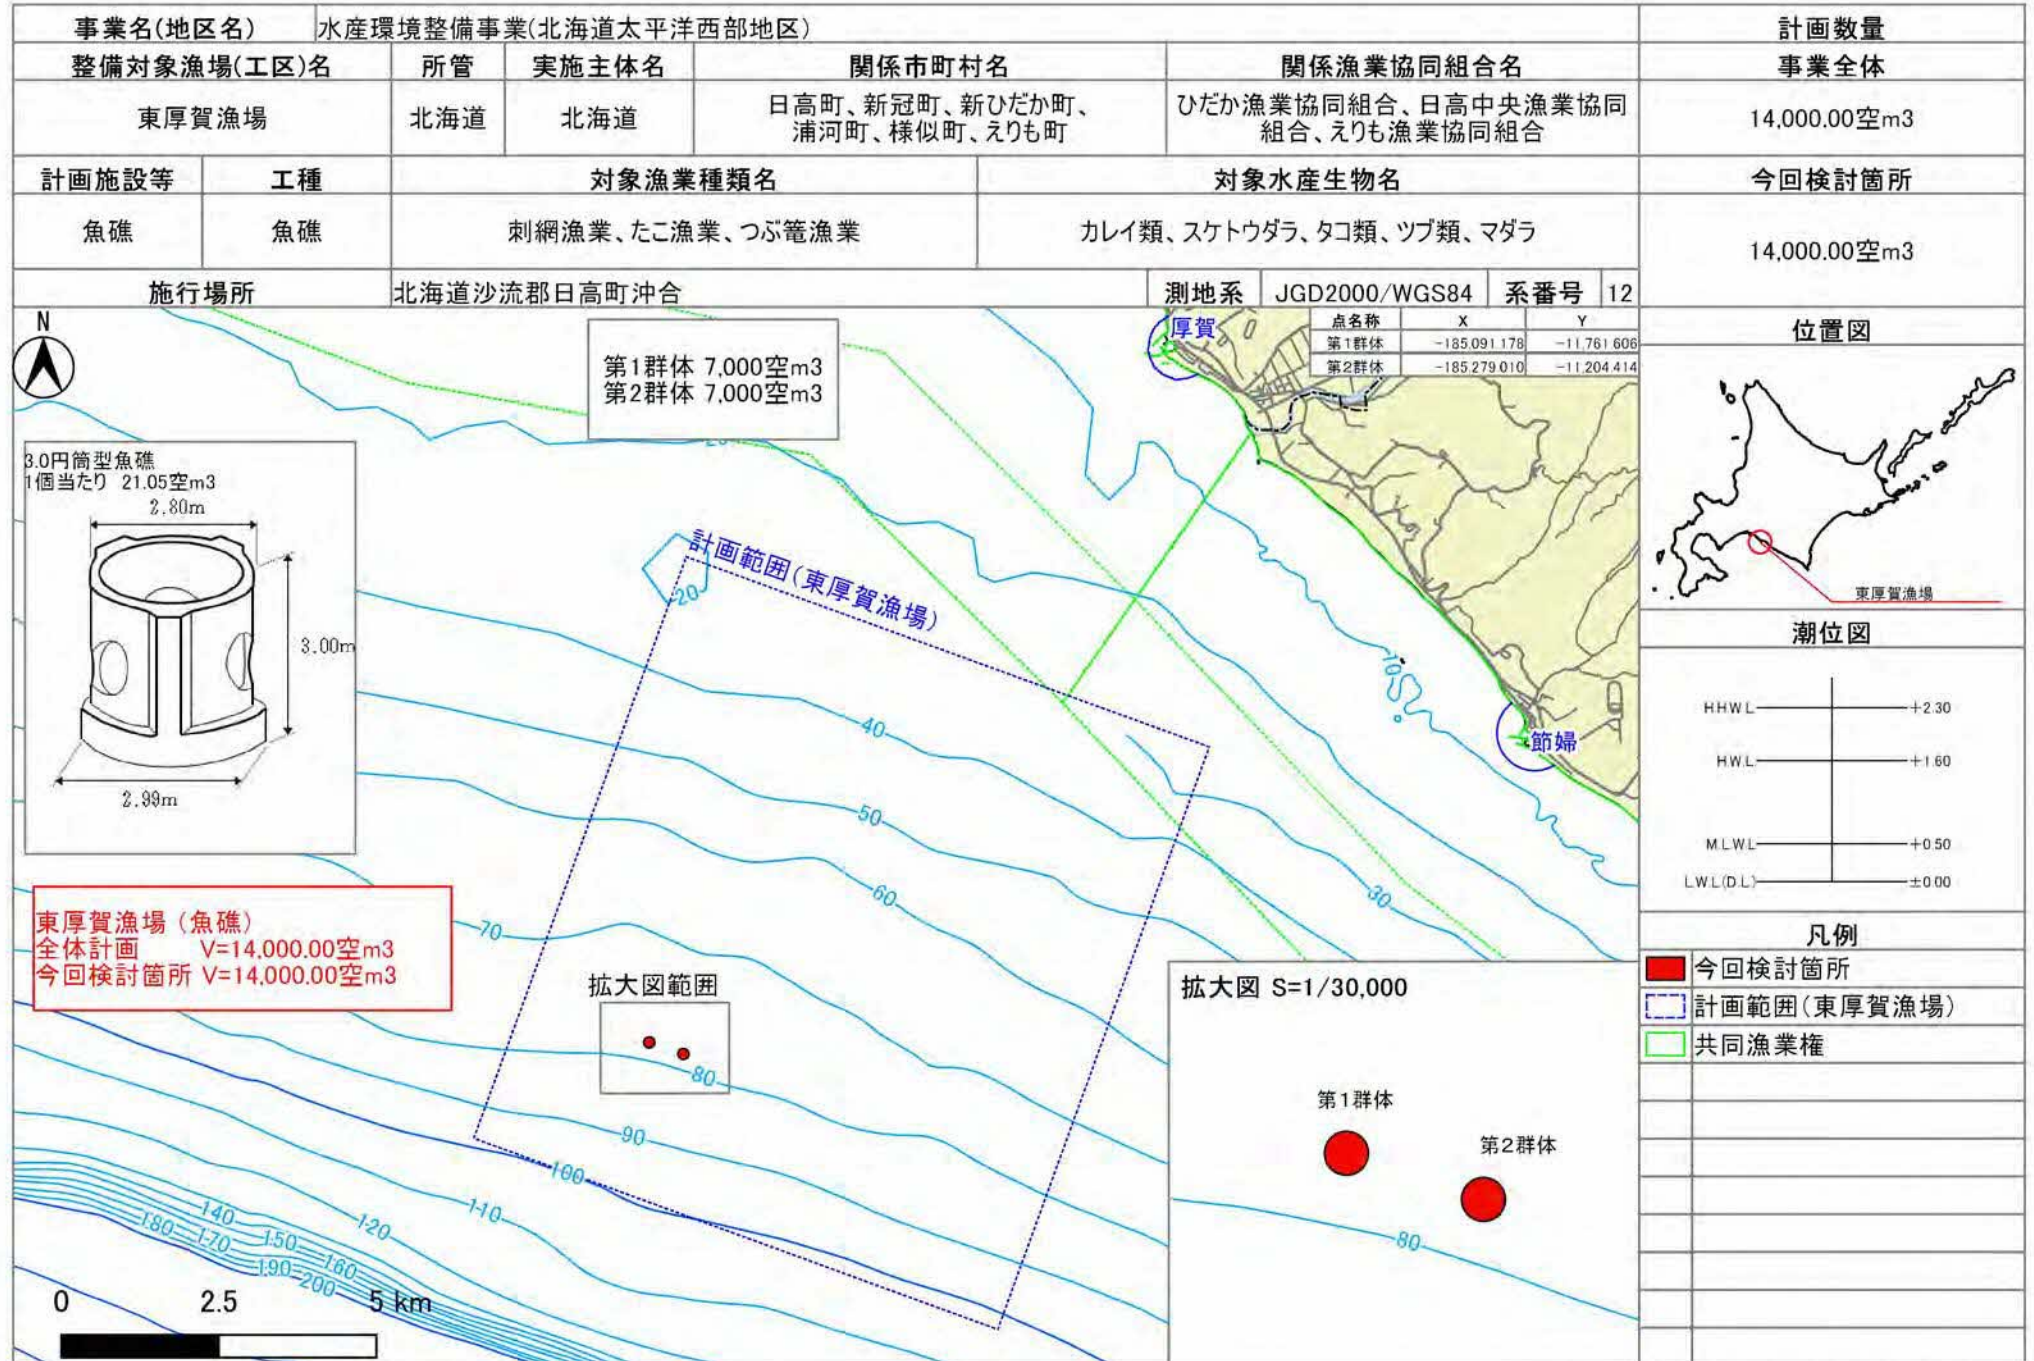 事業名(地区名)
水産環境整備事業(北海道太平洋西部地区)
計画数量
整備対象漁場(工区)名
所管
実施主体名
関係市町村名
関係漁業協同組合名
事業全体
東厚賀漁場
北海道
北海道
日高町、新冠町、新ひだか町、
浦河町、様似町、えりも町
ひだか漁業協同組合、日高中央漁業協同
組合、えりも漁業協同組合
14,000.00空m3
計画施設等
工種
対象漁業種類名
対象水産生物名
今回検討箇所
魚礁
魚礁
刺網漁業、たこ漁業、つぶ篭漁業
カレイ類、スケトウダラ、タコ類、ツブ類、マダラ
14,000.00空m3
施行場所
北海道沙流郡日高町沖合
測地系
JGD2000/WGS84
系番号
12
N
第1群体 7,000空m3
第2群体 7,000空m3
厚賀
点名称
X
Y
第1群体
-185,091.178
-11,761.606
第2群体
-185,279.010
-11,204.414
位置図
東厚賀漁場
3.0円筒型魚礁
1個当たり 21.05空m3
2.80m
3.00m
2.99m
計画範囲(東厚賀漁場)
20
10
節婦
40
50
60
30
70
80
90
100
110
120
140
150
160
170
180
190
200
東厚賀漁場(魚礁)
全体計画 V=14,000.00空m3
今回検討箇所 V=14,000.00空m3
拡大図範囲
拡大図 S=1/30,000
第1群体
第2群体
80
0
2.5
5 km
潮位図
H.H.W.L
+2.30
H.W.L
+1.60
M.L.W.L
+0.50
L.W.L(D.L)
±0.00
凡例
今回検討箇所
計画範囲(東厚賀漁場)
共同漁業権